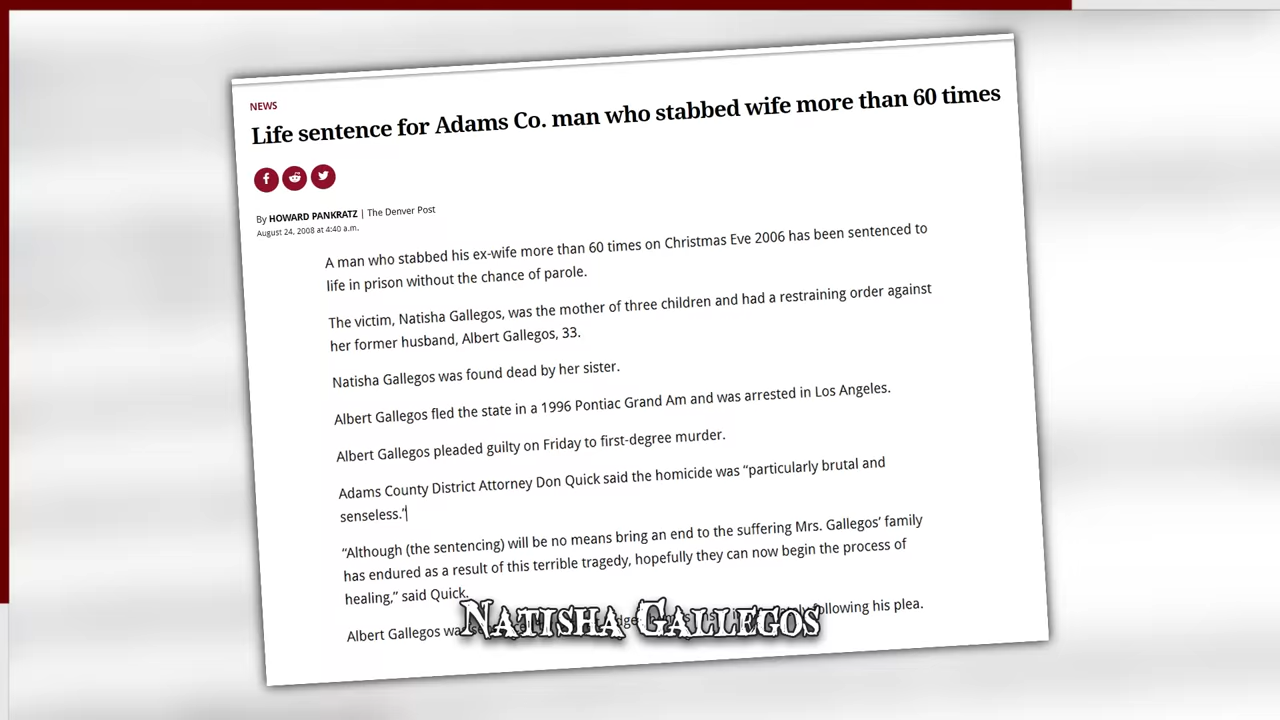 NEWS
Life sentence for Adams Co. man who stabbed wife more than 60 times
By HOWARD PANKRATZ | The Denver Post
August 24, 2008 at 4:40 a.m.
A man who stabbed his ex-wife more than 60 times on Christmas Eve 2006 has been sentenced to
life in prison without the chance of parole.
The victim, Natisha Gallegos, was the mother of three children and had a restraining order against
her former husband, Albert Gallegos, 33.
Natisha Gallegos was found dead by her sister.
Albert Gallegos fled the state in a 1996 Pontiac Grand Am and was arrested in Los Angeles.
Albert Gallegos pleaded guilty on Friday to first-degree murder.
Adams County District Attorney Don Quick said the homicide was “particularly brutal and
senseless.”
“Although (the sentencing) will be no means bring an end to the suffering Mrs. Gallegos’ family
has endured as a result of this terrible tragedy, hopefully they can now begin the process of
healing,” said Quick.
Albert Gallegos was following his plea.
Natisha Gallegos